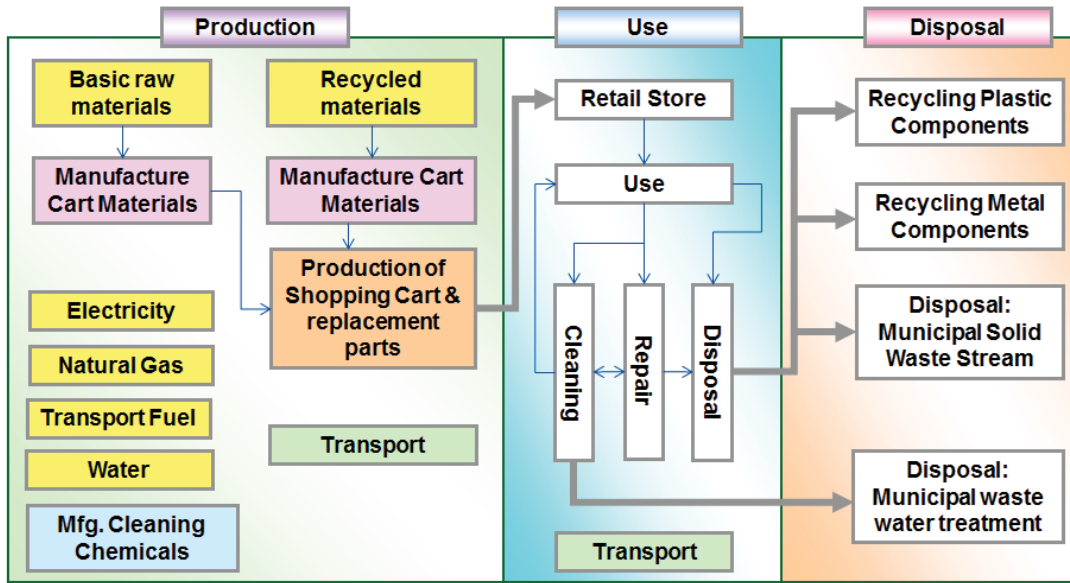 Production
Use
Disposal
Basic raw
materials
Recycled
materials
Manufacture
Cart Materials
Manufacture Cart
Materials
Production of
Shopping Cart &
replacement
parts
Electricity
Natural Gas
Transport Fuel
Water
Mfg. Cleaning
Chemicals
Transport
Retail Store
Use
Cleaning
Repair
Disposal
Transport
Recycling Plastic
Components
Recycling Metal
Components
Disposal:
Municipal Solid
Waste Stream
Disposal:
Municipal waste
water treatment